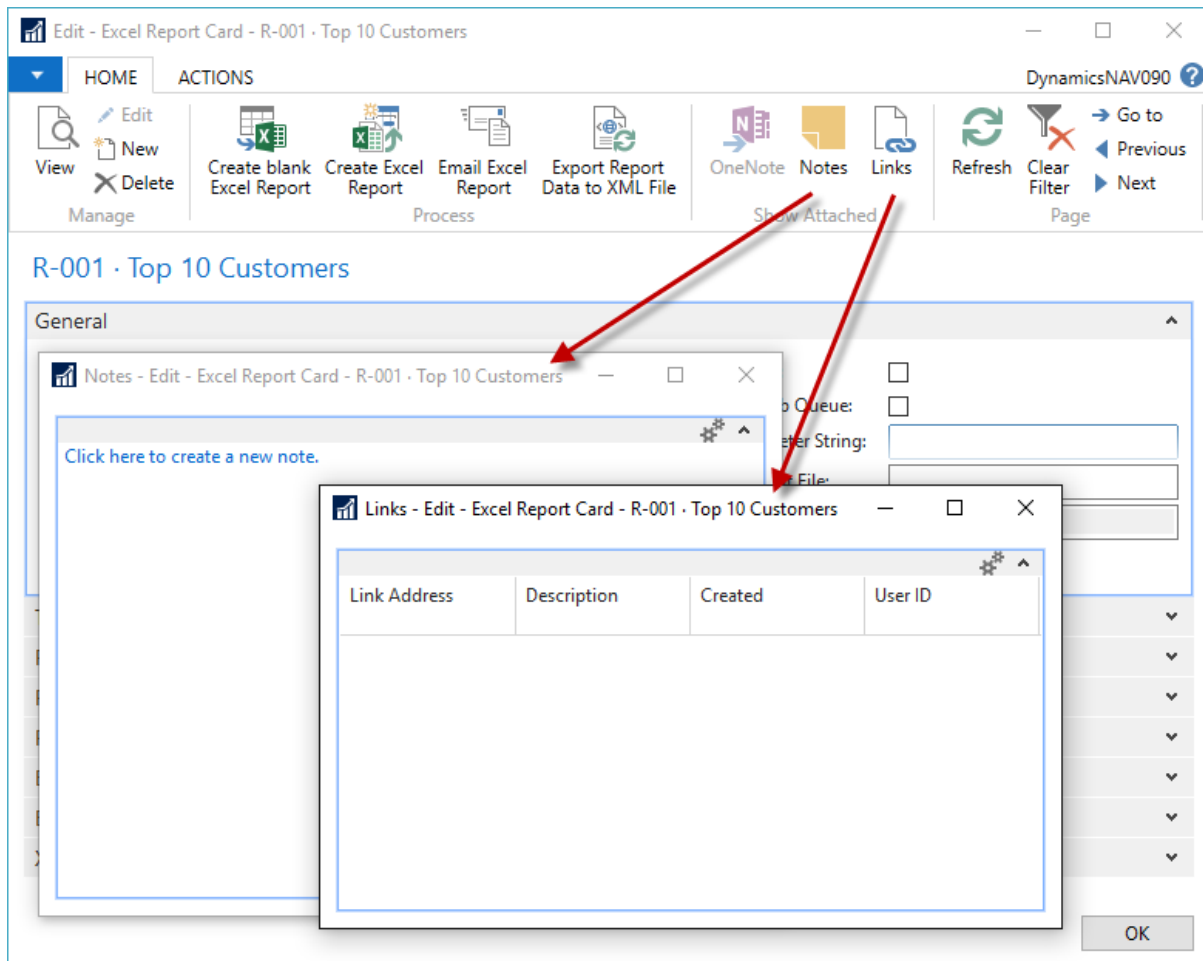 Edit - Excel Report Card - R-001 · Top 10 Customers
HOME ACTIONS DynamicsNAV090 ?
View
Edit
New
Delete
Create blank Excel Report
Create Excel Report
Email Excel Report
Export Report Data to XML File
OneNote
Notes
Links
Refresh
Clear Filter
Go to
Previous
Next
Manage Process Show Attached Page
R-001 · Top 10 Customers
General
Notes - Edit - Excel Report Card - R-001 · Top 10 Customers
Queue:
String:
Click here to create a new note.
File:
Links - Edit - Excel Report Card - R-001 · Top 10 Customers
Link Address Description Created User ID
OK